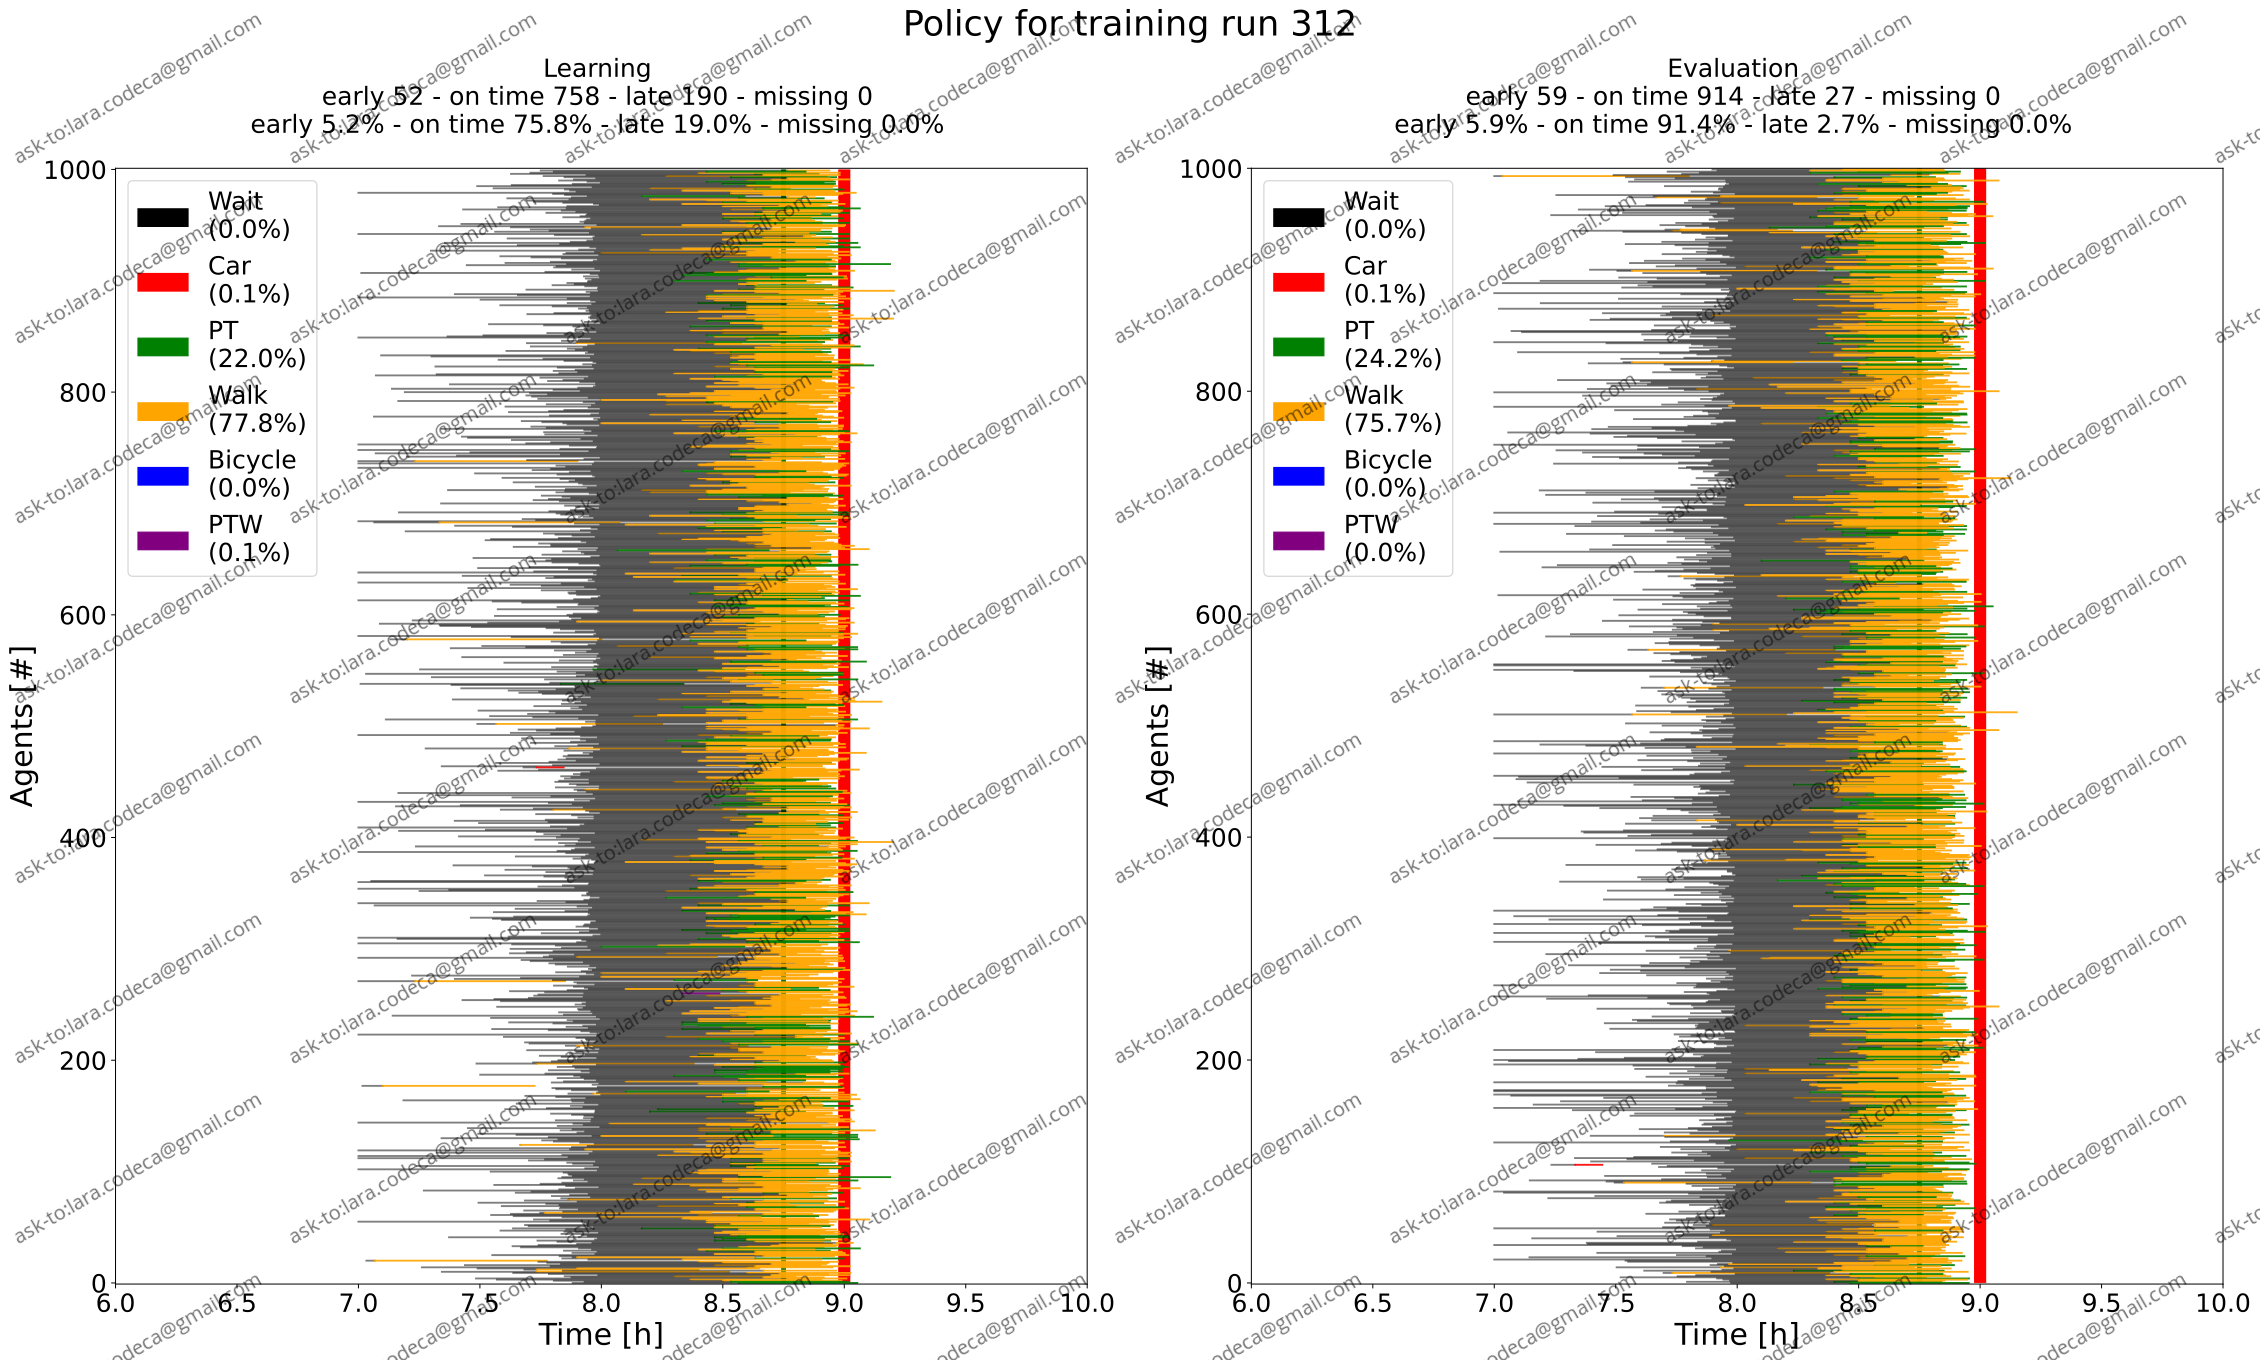 Policy for training run 312
Learning
early 52 - on time 758 - late 190 - missing 0
early 5.2% - on time 75.8% - late 19.0% - missing 0.0%
1000
800
600
400
200
0
Agents [#]
Wait
(0.0%)
Car
(0.1%)
PT
(22.0%)
Walk
(77.8%)
Bicycle
(0.0%)
PTW
(0.1%)
6.0 6.5 7.0 7.5 8.0 8.5 9.0 9.5 10.0
Time [h]
Evaluation
early 59 - on time 914 - late 27 - missing 0
early 5.9% - on time 91.4% - late 2.7% - missing 0.0%
1000
800
600
400
200
0
Agents [#]
Wait
(0.0%)
Car
(0.1%)
PT
(24.2%)
Walk
(75.7%)
Bicycle
(0.0%)
PTW
(0.0%)
6.0 6.5 7.0 7.5 8.0 8.5 9.0 9.5 10.0
Time [h]
ask-to:lara.codeca@gmail.com